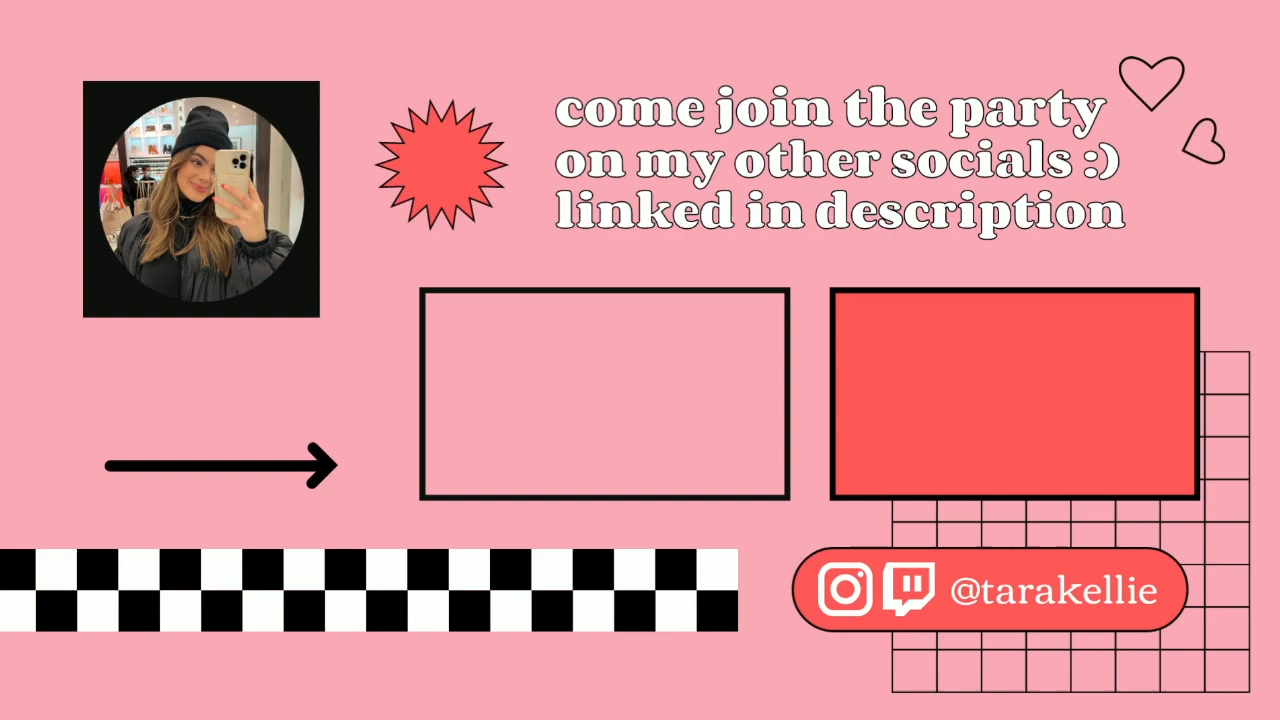 come join the party
on my other socials :)
linked in description
@tarakellie